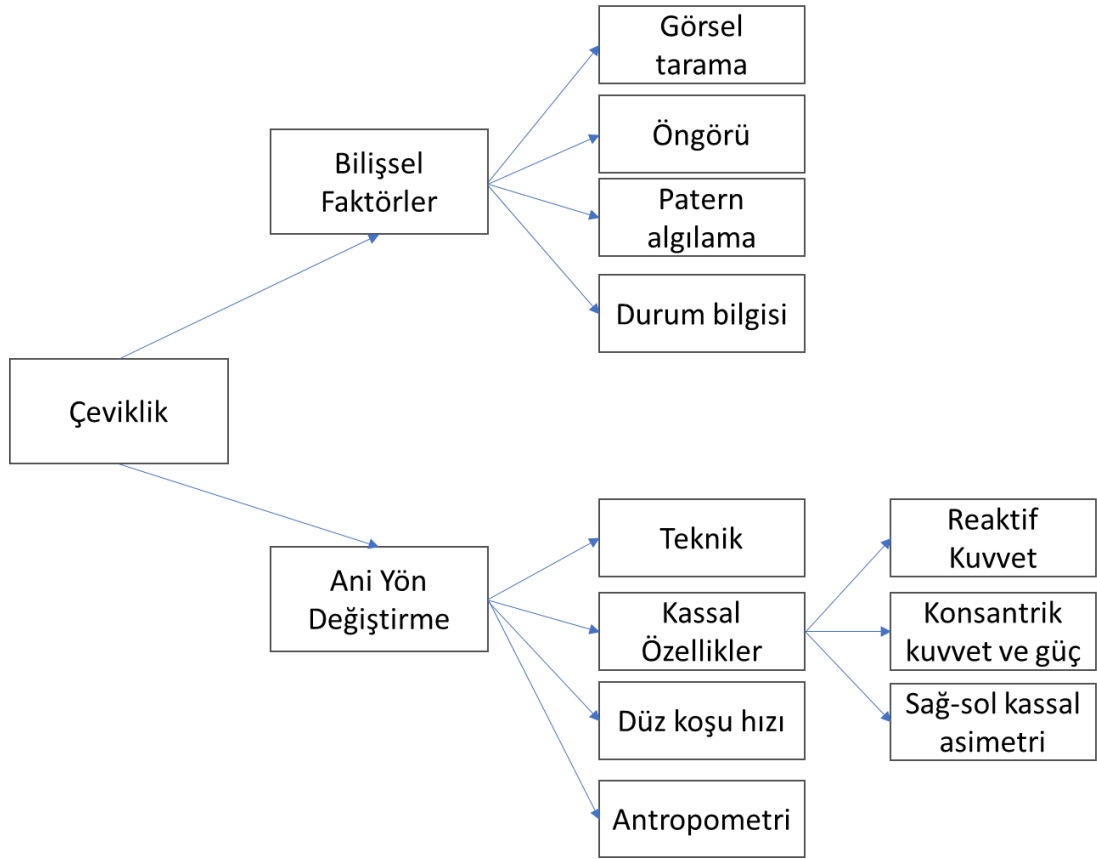 Görsel
tarama
Öngörü
Bilişsel
Faktörler
Patern
algılama
Durum bilgisi
Çeviklik
Ani Yön
Değiştirme
Teknik
Kassal
Özellikler
Düz koşu hızı
Antropometri
Reaktif
Kuvvet
Konsantrik
kuvvet ve güç
Sağ-sol kassal
asimetri